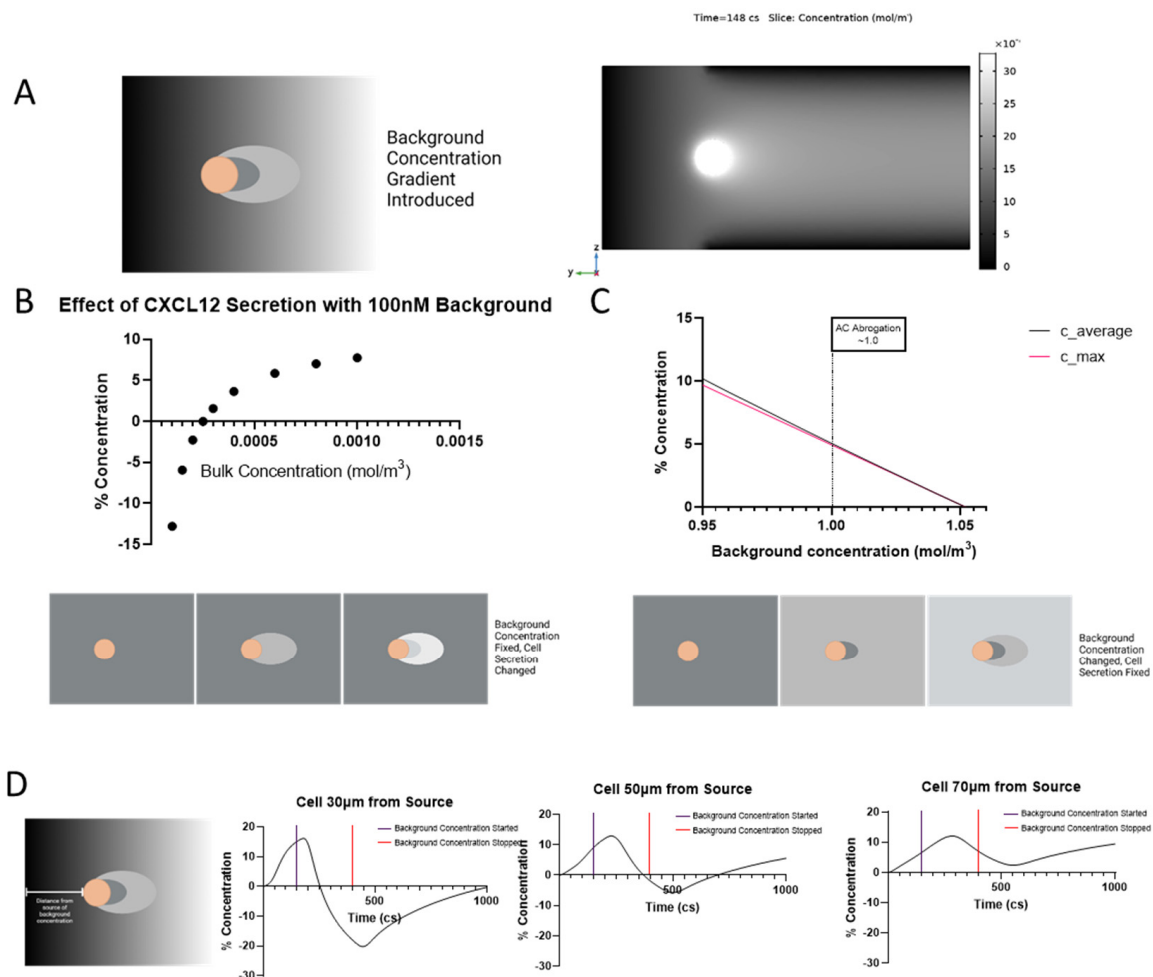 Time=148 cs   Slice: Concentration (mol/m³)
A
Background
Concentration
Gradient
Introduced
30
25
20
15
10
5
0
z
y
x
B
Effect of CXCL12 Secretion with 100nM Background
% Concentration
10
5
0
-5
-10
-15
0.0005
0.0010
0.0015
Bulk Concentration (mol/m³)
C
% Concentration
15
10
5
0
0.95
1.00
1.05
AC Abrogation
~1.0
c_average
c_max
Background concentration (mol/m³)
Background
Concentration
Fixed, Cell
Secretion
Changed
Background
Concentration
Changed, Cell
Secretion Fixed
D
Distance from
source of
background
concentration
Cell 30µm from Source
% Concentration
20
10
0
-10
-20
-30
500
1000
Time (cs)
Background Concentration Started
Background Concentration Stopped
Cell 50µm from Source
% Concentration
20
10
0
-10
-20
-30
500
1000
Time (cs)
Background Concentration Started
Background Concentration Stopped
Cell 70µm from Source
% Concentration
20
10
0
-10
-20
-30
500
1000
Time (cs)
Background Concentration Started
Background Concentration Stopped